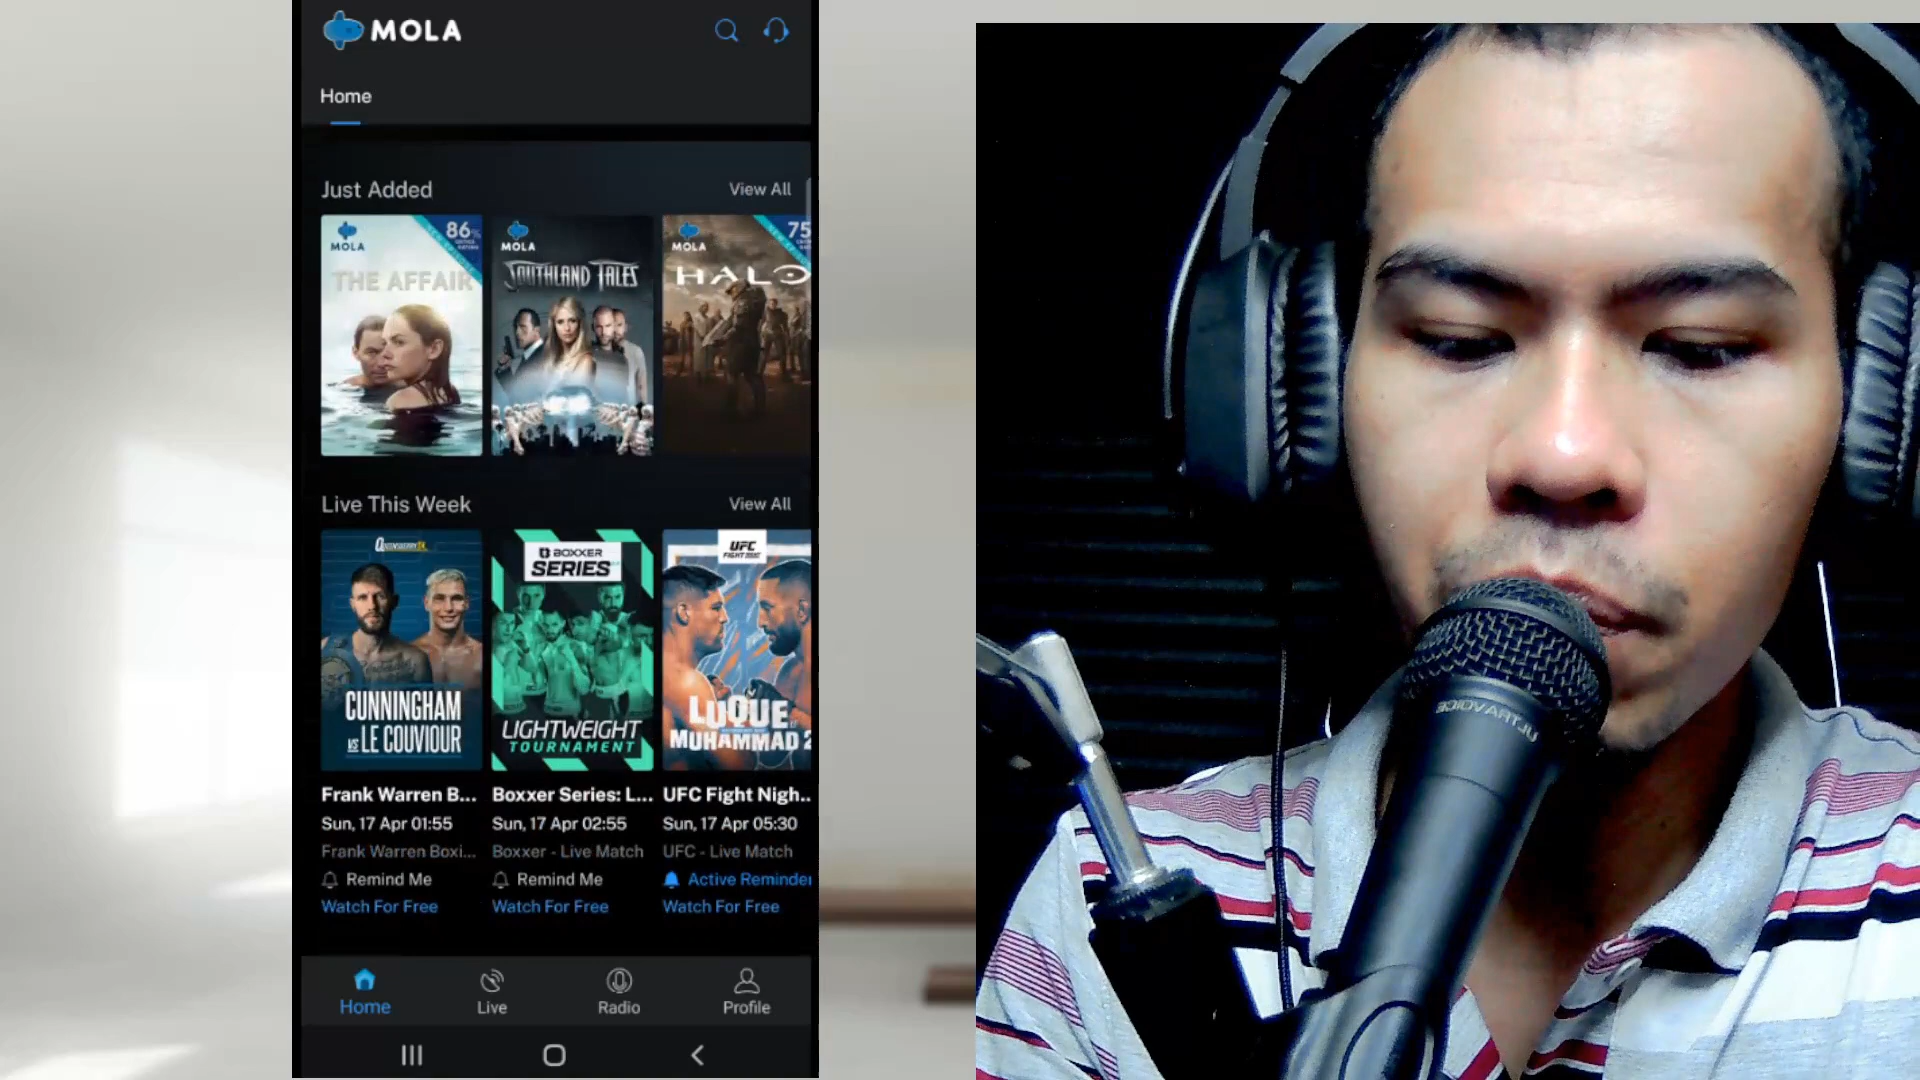 MOLA
Home
Just Added
View All
MOLA
86%
THE AFFAIR
MOLA
SOUTHLAND TALES
MOLA
75
HALO
Live This Week
View All
QUEENSBERRY
CUNNINGHAM
VS LE COUVIOUR
BOXXER
SERIES
LIGHTWEIGHT
TOURNAMENT
UFC
FIGHT NIGHT
LUQUE
MUHAMMAD 2
Frank Warren B...
Sun, 17 Apr 01:55
Frank Warren Boxi...
Remind Me
Watch For Free
Boxxer Series: L...
Sun, 17 Apr 02:55
Boxxer - Live Match
Remind Me
Watch For Free
UFC Fight Nigh..
Sun, 17 Apr 05:30
UFC - Live Match
Active Reminder
Watch For Free
Home
Live
Radio
Profile
ULTRAVOICE